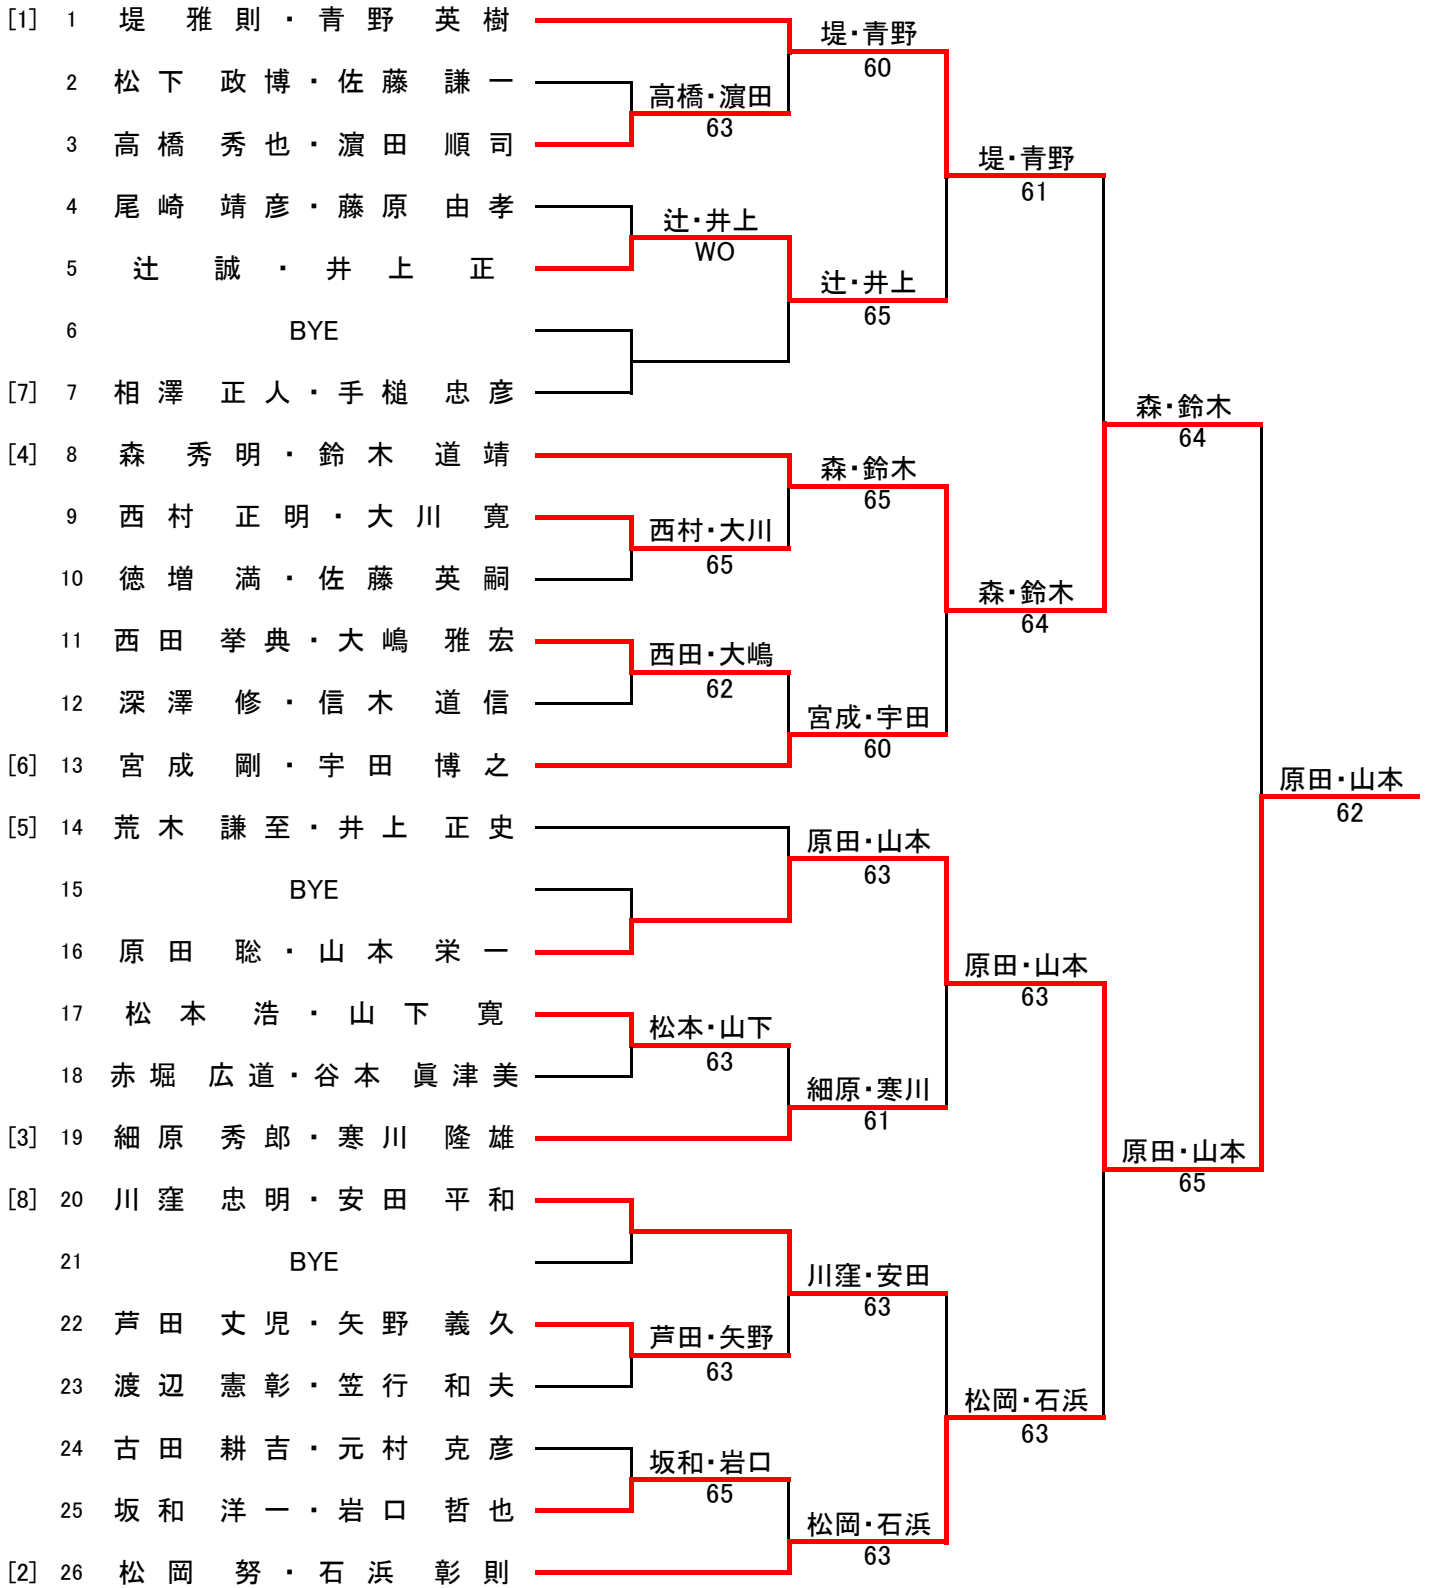 [1] 1 堤 雅則・青野 英樹
堤・青野
60
2 松下 政博・佐藤 謙一
高橋・濵田
63
3 高橋 秀也・濵田 順司
堤・青野
61
4 尾崎 靖彦・藤原 由孝
辻・井上
WO
5 辻 誠・井上 正
辻・井上
65
6 BYE
[7] 7 相澤 正人・手槌 忠彦
森・鈴木
64
[4] 8 森 秀明・鈴木 道靖
森・鈴木
65
9 西村 正明・大川 寛
西村・大川
65
10 徳増 満・佐藤 英嗣
森・鈴木
64
11 西田 挙典・大嶋 雅宏
西田・大嶋
62
12 深澤 修・信木 道信
宮成・宇田
60
[6] 13 宮成 剛・宇田 博之
原田・山本
62
[5] 14 荒木 謙至・井上 正史
原田・山本
63
15 BYE
16 原田 聡・山本 栄一
原田・山本
63
17 松本 浩・山下 寛
松本・山下
63
18 赤堀 広道・谷本 眞津美
細原・寒川
61
[3] 19 細原 秀郎・寒川 隆雄
原田・山本
65
[8] 20 川窪 忠明・安田 平和
21 BYE
川窪・安田
63
22 芦田 丈児・矢野 義久
芦田・矢野
63
23 渡辺 憲彰・笠行 和夫
松岡・石浜
63
24 古田 耕吉・元村 克彦
坂和・岩口
65
25 坂和 洋一・岩口 哲也
松岡・石浜
63
[2] 26 松岡 努・石浜 彰則